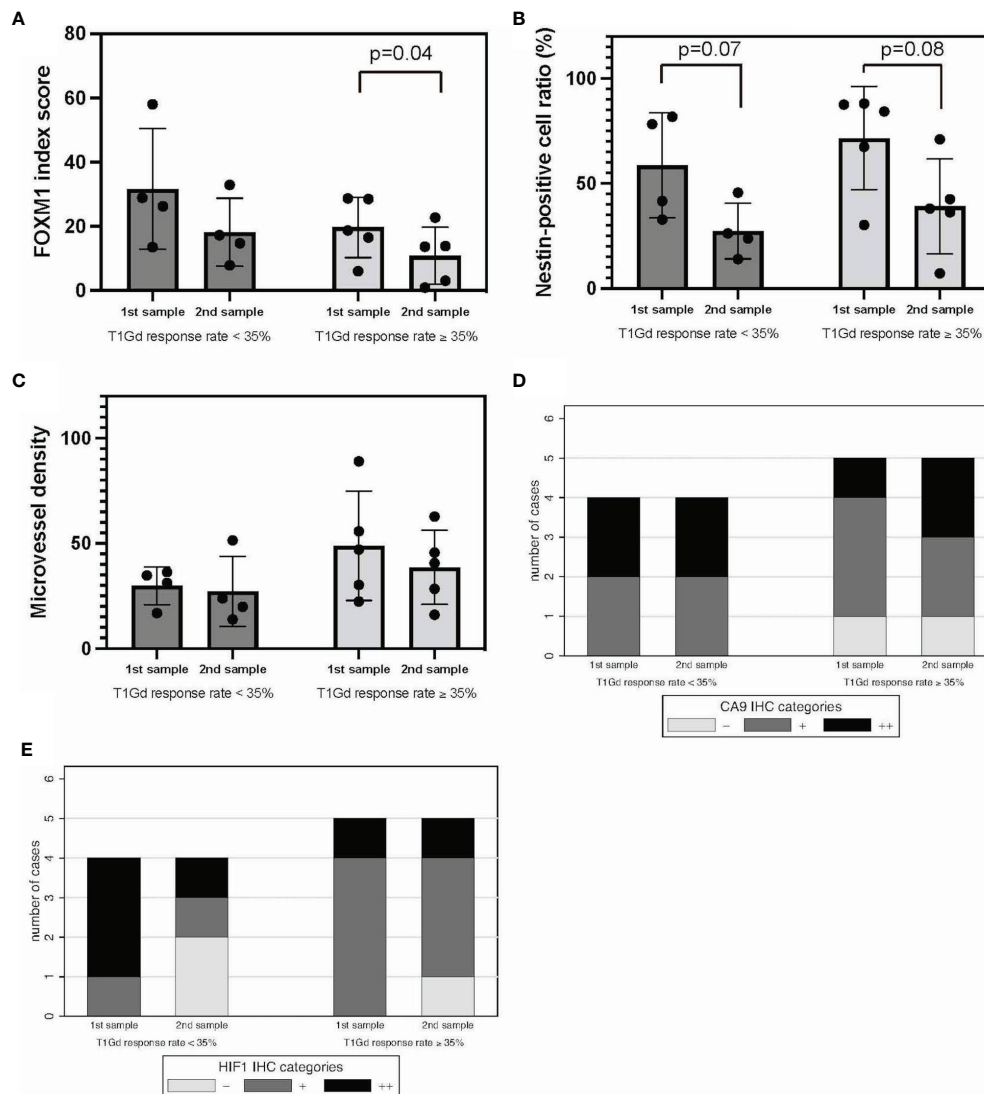 A
FOXM1 index score
80
60
40
20
0
p=0.04
1st sample 2nd sample 1st sample 2nd sample
T1Gd response rate < 35% T1Gd response rate ≥ 35%
B
Nestin-positive cell ratio (%)
100
50
0
p=0.07 p=0.08
1st sample 2nd sample 1st sample 2nd sample
T1Gd response rate < 35% T1Gd response rate ≥ 35%
C
Microvessel density
100
50
0
1st sample 2nd sample 1st sample 2nd sample
T1Gd response rate < 35% T1Gd response rate ≥ 35%
D
number of cases
6
5
4
3
2
1
0
1st sample 2nd sample 1st sample 2nd sample
T1Gd response rate < 35% T1Gd response rate ≥ 35%
CA9 IHC categories
− + ++
E
number of cases
6
5
4
3
2
1
0
1st sample 2nd sample 1st sample 2nd sample
T1Gd response rate < 35% T1Gd response rate ≥ 35%
HIF1 IHC categories
− + ++